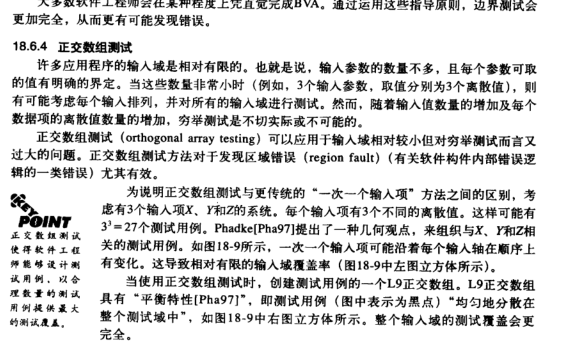 大多数软件工程师会在某种程度上凭直觉完成BVA。通过运用这些指导原则，边界测试会
更加完全，从而更有可能发现错误。
18.6.4 正交数组测试
许多应用程序的输入域是相对有限的。也就是说，输入参数的数量不多，且每个参数可取
的值有明确的界定。当这些数量非常小时（例如，3个输入参数，取值分别为3个离散值），则
有可能考虑每个输入排列，并对所有的输入域进行测试。然而，随着输入值数量的增加及每个
数据项的离散值数量的增加，穷举测试是不切实际或不可能的。
正交数组测试（orthogonal array testing）可以应用于输入域相对较小但对穷举测试而言又
过大的问题。正交数组测试方法对于发现区域错误（region fault）（有关软件构件内部错误逻
辑的一类错误）尤其有效。
为说明正交数组测试与更传统的“一次一个输入项”方法之间的区别，考
虑有3个输入项X、Y和Z的系统。每个输入项有3个不同的离散值。这样可能有
3³=27个测试用例。Phadke[Pha97]提出了一种几何观点，来组织与X、Y和Z相
关的测试用例。如图18-9所示，一次一个输入项可能沿着每个输入轴在顺序上
有变化。这导致相对有限的输入域覆盖率（图18-9中左图立方体所示）。
当使用正交数组测试时，创建测试用例的一个L9正交数组。L9正交数组
具有“平衡特性[Pha97]”，即测试用例（图中表示为黑点）“均匀地分散在
整个测试域中”，如图18-9中右图立方体所示。整个输入域的测试覆盖会更
完全。
KEY
POINT
正交数组测试
使得软件工程
师能够设计测
试用例，以合
理数量的测试
用例提供最大
的测试覆盖。